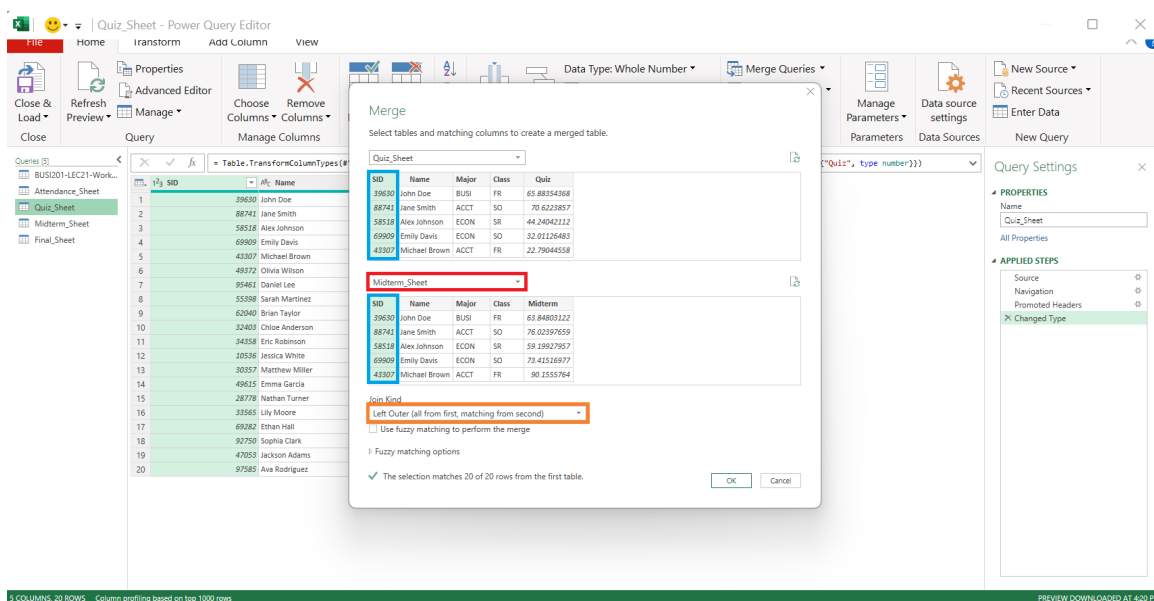 Quiz_Sheet - Power Query Editor
File Home Transform Add Column View
Close & Load
Close
Refresh Preview
Properties
Advanced Editor
Manage
Query
Choose Columns
Remove Columns
Manage Columns
Data Type: Whole Number
Merge Queries
Manage Parameters
Parameters
Data source settings
Data Sources
New Source
Recent Sources
Enter Data
New Query
Queries [5]
BUSI201-LEC21-Work...
Attendance_Sheet
Quiz_Sheet
Midterm_Sheet
Final_Sheet
fx = Table.TransformColumnTypes(#" {"Quiz", type number}})
1²3 SID ABC Name
1 39630 John Doe
2 88741 Jane Smith
3 58518 Alex Johnson
4 69909 Emily Davis
5 43307 Michael Brown
6 49372 Olivia Wilson
7 95461 Daniel Lee
8 55398 Sarah Martinez
9 62040 Brian Taylor
10 32403 Chloe Anderson
11 34358 Eric Robinson
12 10536 Jessica White
13 30357 Matthew Miller
14 49615 Emma Garcia
15 28778 Nathan Turner
16 33565 Lily Moore
17 69282 Ethan Hall
18 92750 Sophia Clark
19 47053 Jackson Adams
20 97585 Ava Rodriguez
Merge
Select tables and matching columns to create a merged table.
Quiz_Sheet
SID Name Major Class Quiz
39630 John Doe BUSI FR 65.88354368
88741 Jane Smith ACCT SO 70.6223857
58518 Alex Johnson ECON SR 44.24042112
69909 Emily Davis ECON SO 32.01126483
43307 Michael Brown ACCT FR 22.79044558
Midterm_Sheet
SID Name Major Class Midterm
39630 John Doe BUSI FR 63.84803122
88741 Jane Smith ACCT SO 76.02397659
58518 Alex Johnson ECON SR 59.19927957
69909 Emily Davis ECON SO 73.41516977
43307 Michael Brown ACCT FR 90.1555764
Join Kind
Left Outer (all from first, matching from second)
Use fuzzy matching to perform the merge
Fuzzy matching options
The selection matches 20 of 20 rows from the first table.
OK Cancel
Query Settings
PROPERTIES
Name
Quiz_Sheet
All Properties
APPLIED STEPS
Source
Navigation
Promoted Headers
Changed Type
5 COLUMNS, 20 ROWS Column profiling based on top 1000 rows
PREVIEW DOWNLOADED AT 4:20 P